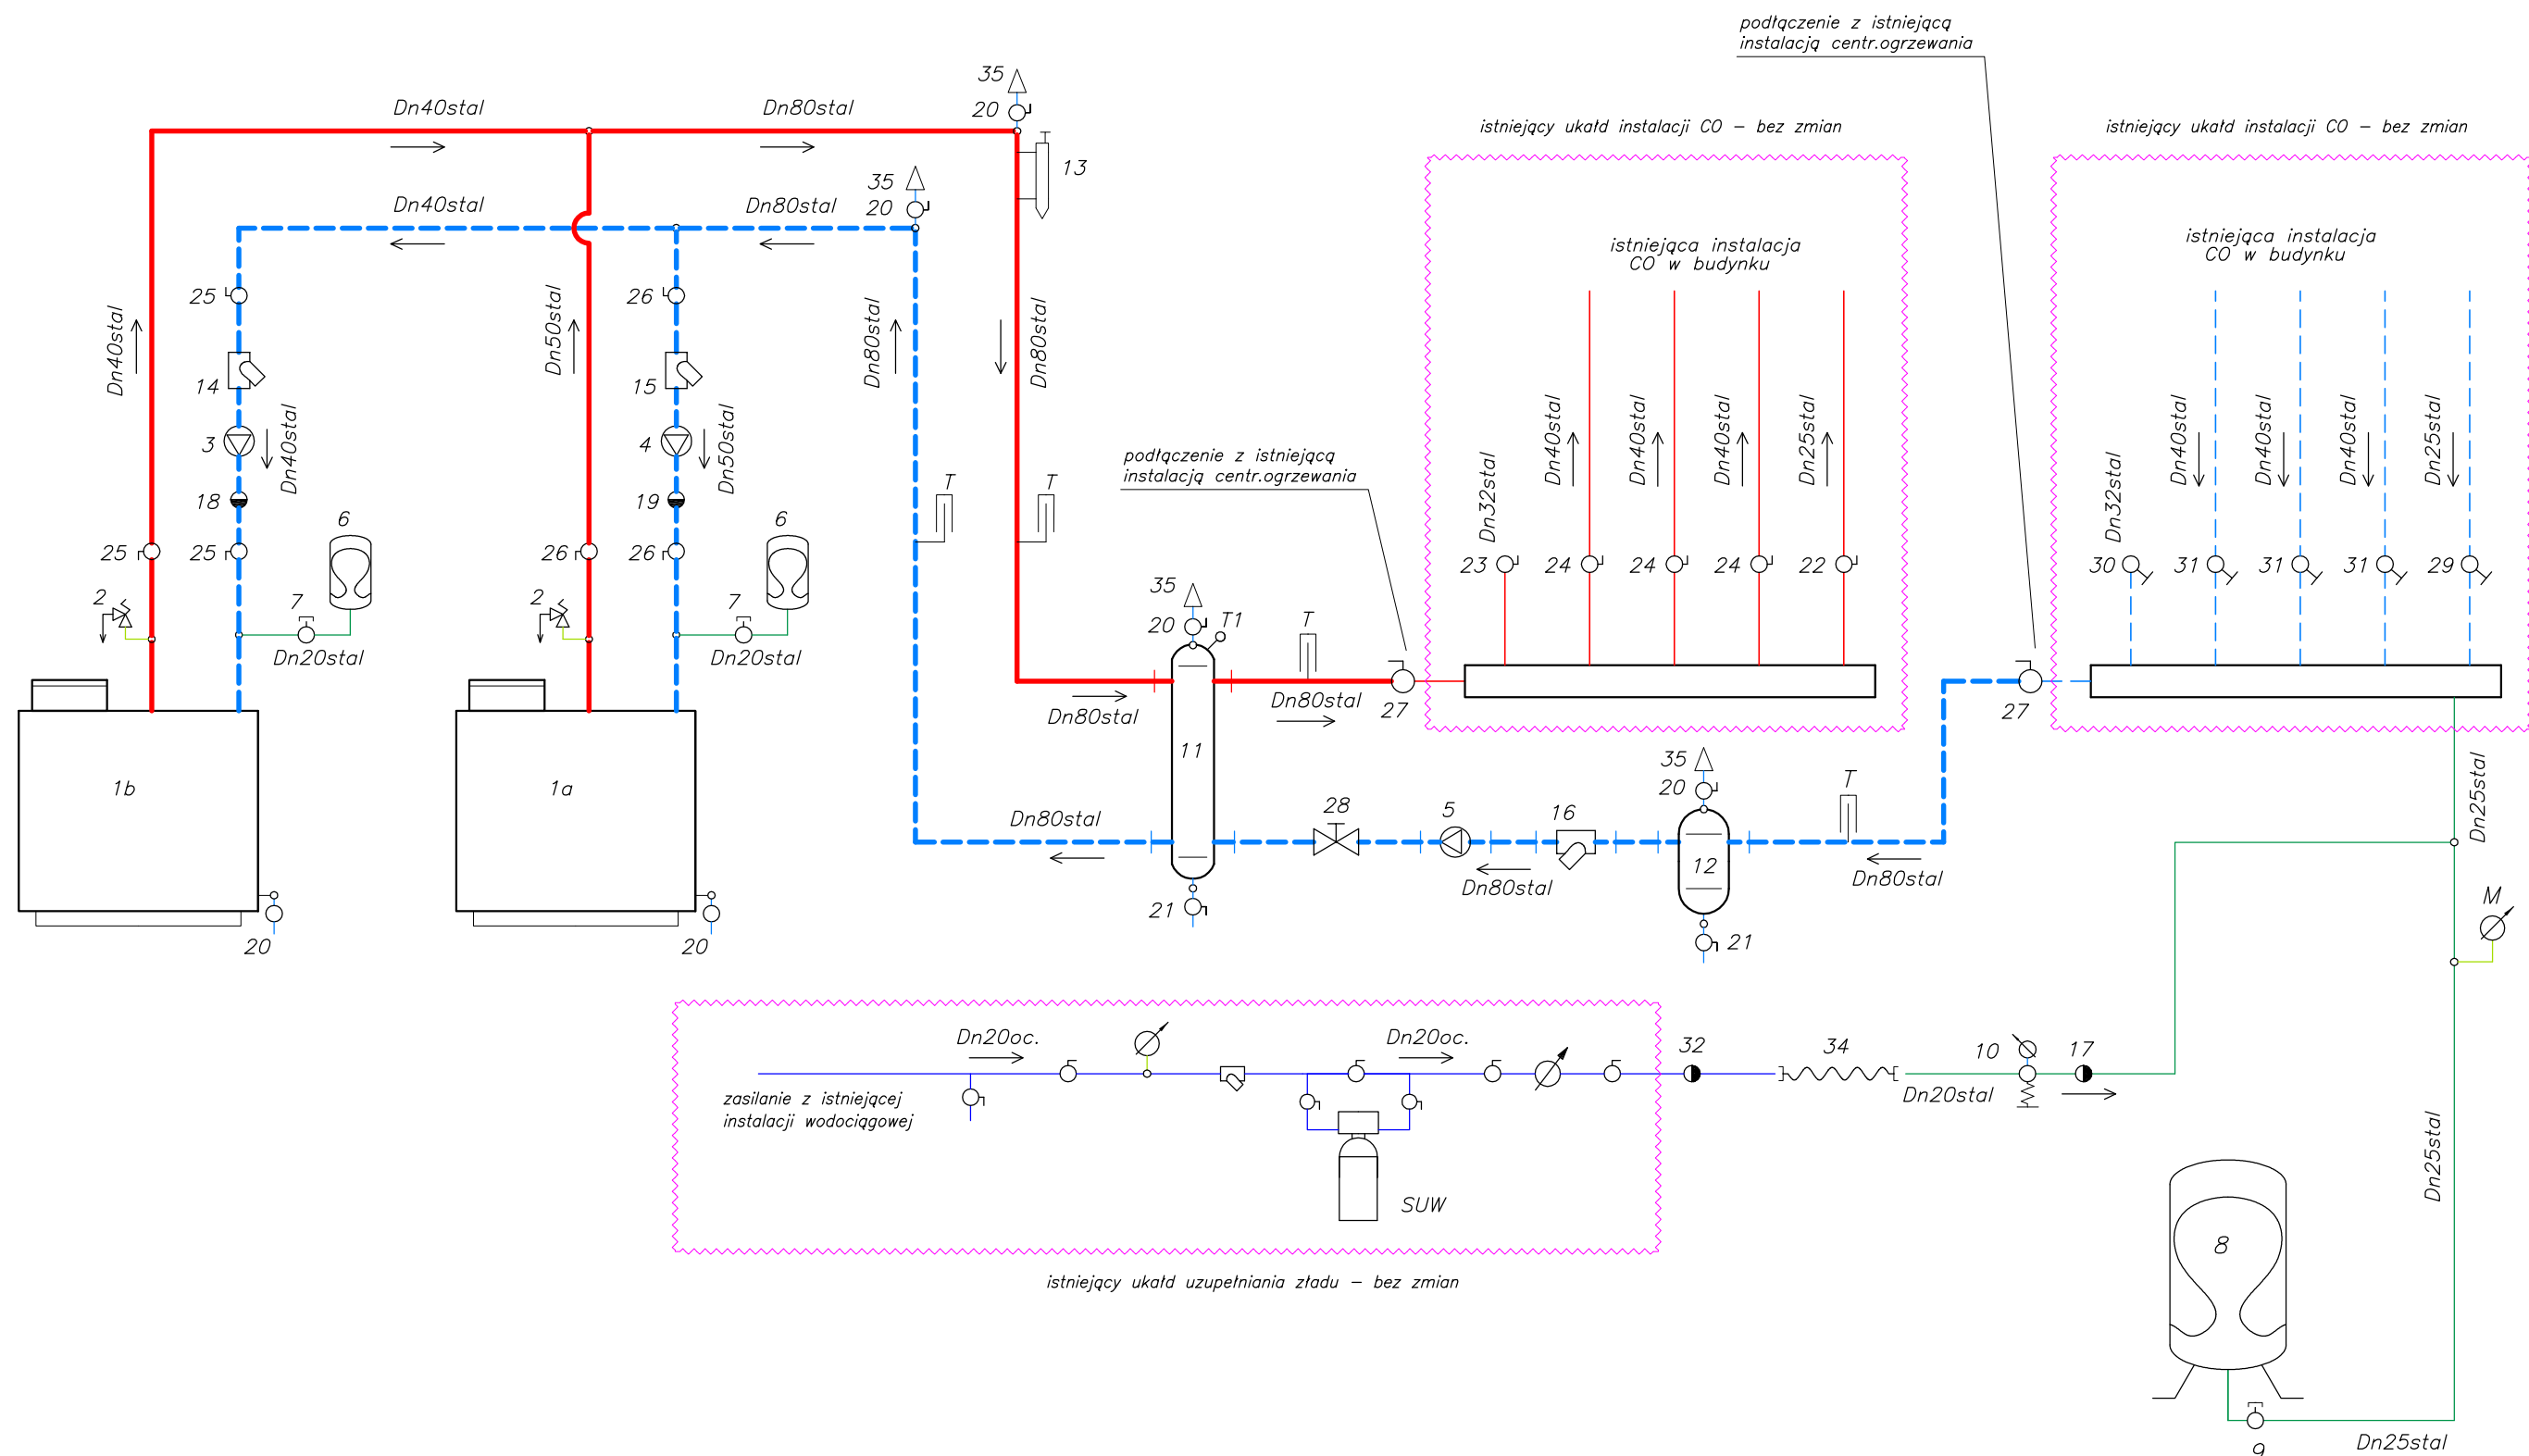 podłączenie z istniejącą
instalacją centr.ogrzewania
35
20
Dn40stal
Dn80stal
istniejący ukałd instalacji CO – bez zmian
istniejący ukałd instalacji CO – bez zmian
13
35
20
Dn40stal
Dn80stal
istniejąca instalacja
CO w budynku
istniejąca instalacja
CO w budynku
25
26
Dn40stal
Dn50stal
Dn80stal
Dn80stal
14
15
3
Dn40stal
4
Dn50stal
18
19
6
6
25
25
26
26
T
T
podłączenie z istniejącą
instalacją centr.ogrzewania
Dn32stal
Dn40stal
Dn40stal
Dn40stal
Dn25stal
Dn32stal
Dn40stal
Dn40stal
Dn40stal
Dn25stal
23
24
24
24
22
30
31
31
31
29
2
7
2
7
Dn20stal
Dn20stal
35
20
T1
T
Dn80stal
Dn80stal
27
27
11
1b
1a
35
20
T
Dn25stal
Dn80stal
28
5
16
12
Dn80stal
Dn80stal
21
21
20
20
M
Dn20oc.
Dn20oc.
32
34
10
17
Dn20stal
zasilanie z istniejącej
instalacji wodociągowej
SUW
Dn25stal
8
istniejący ukałd uzupełniania zładu – bez zmian
9
Dn25stal